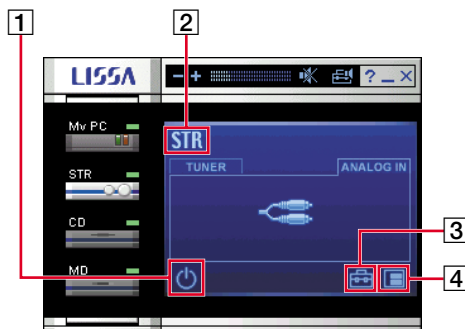 1
2
LISSA
− + ? _ ×
My PC
STR
TUNER
ANALOG IN
STR
CD
3
MD
4